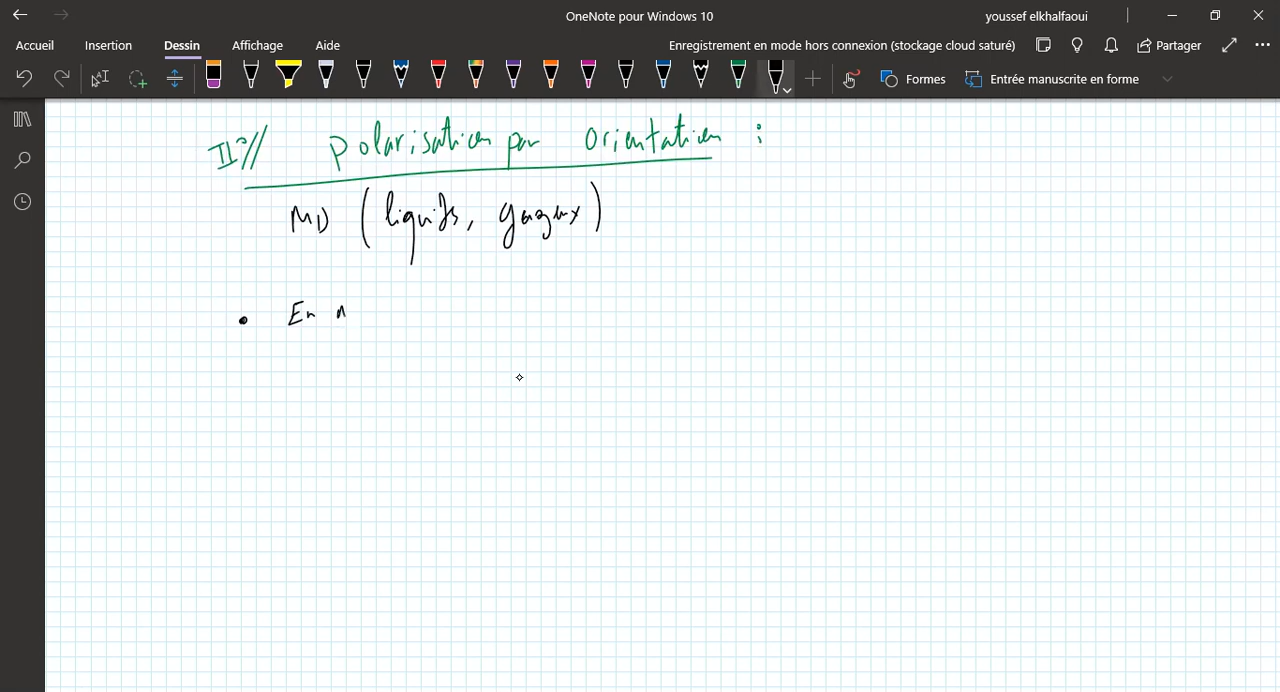 OneNote pour Windows 10
youssef elkhalfaoui
Accueil Insertion Dessin Affichage Aide
Enregistrement en mode hors connexion (stockage cloud saturé)
Partager
Formes
Entrée manuscrite en forme
II°// Polarisation par orientation :
MD (liquids, gazeux)
• En n